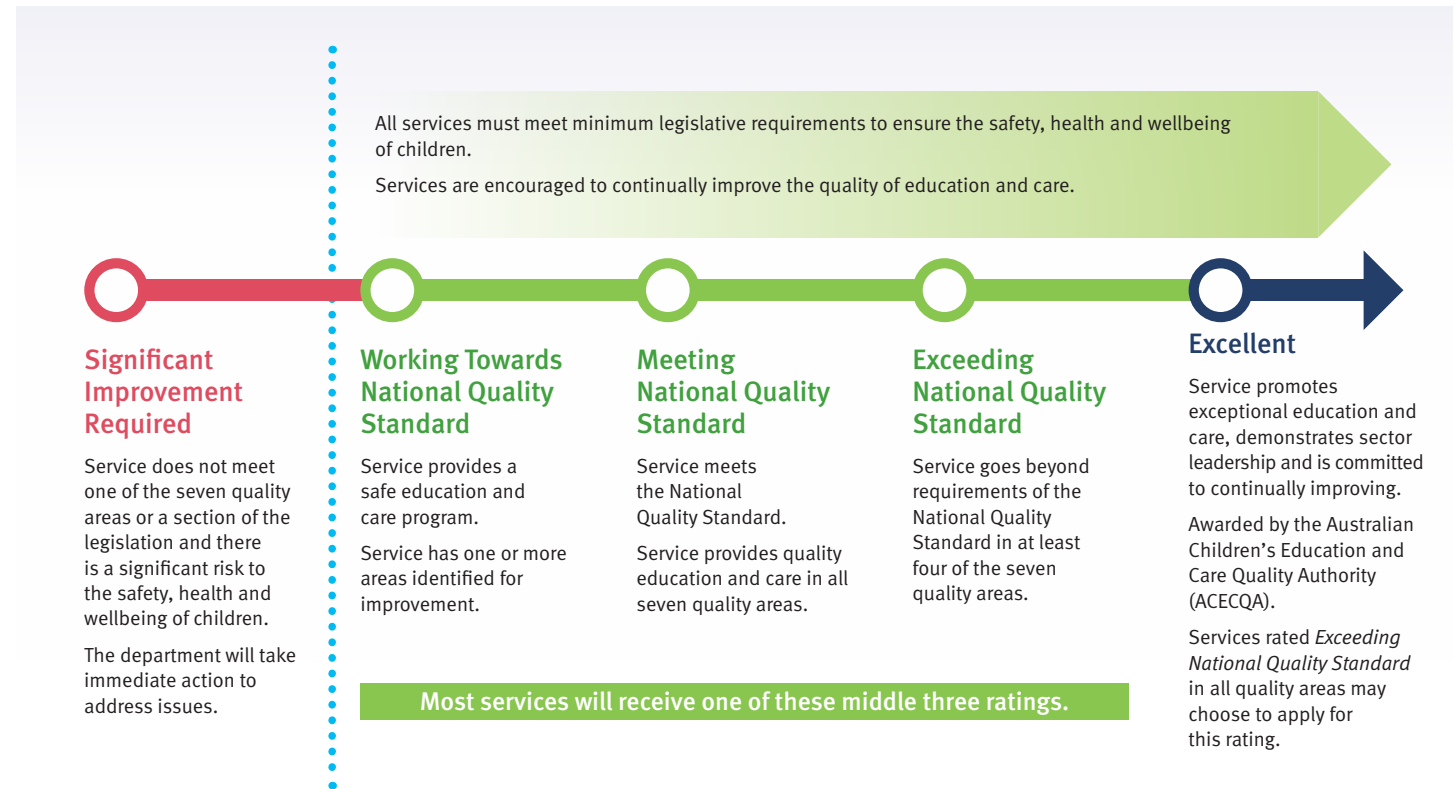 All services must meet minimum legislative requirements to ensure the safety, health and wellbeing
of children.
Services are encouraged to continually improve the quality of education and care.
Significant
Improvement
Required
Service does not meet
one of the seven quality
areas or a section of the
legislation and there
is a significant risk to
the safety, health and
wellbeing of children.
The department will take
immediate action to
address issues.
Working Towards
National Quality
Standard
Service provides a
safe education and
care program.
Service has one or more
areas identified for
improvement.
Meeting
National Quality
Standard
Service meets
the National
Quality Standard.
Service provides quality
education and care in all
seven quality areas.
Exceeding
National Quality
Standard
Service goes beyond
requirements of the
National Quality
Standard in at least
four of the seven
quality areas.
Excellent
Service promotes
exceptional education and
care, demonstrates sector
leadership and is committed
to continually improving.
Awarded by the Australian
Children’s Education and
Care Quality Authority
(ACECQA).
Services rated Exceeding
National Quality Standard
in all quality areas may
choose to apply for
this rating.
Most services will receive one of these middle three ratings.